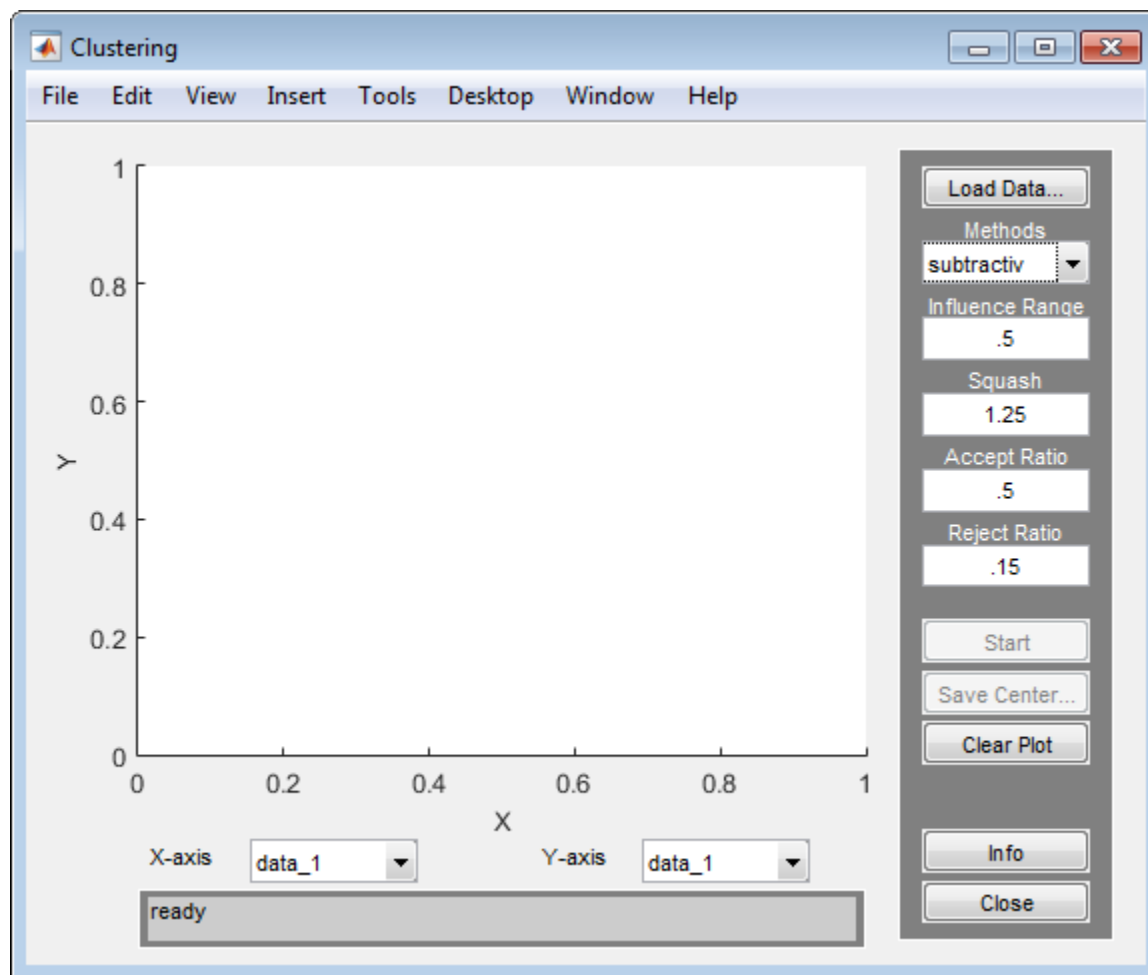 Clustering
File Edit View Insert Tools Desktop Window Help
Load Data...
Methods
subtractiv
Influence Range
.5
Squash
1.25
Accept Ratio
.5
Reject Ratio
.15
Start
Save Center...
Clear Plot
Info
Close
1
0.8
0.6
0.4
0.2
0
Y
0 0.2 0.4 0.6 0.8 1
X
X-axis data_1 Y-axis data_1
ready